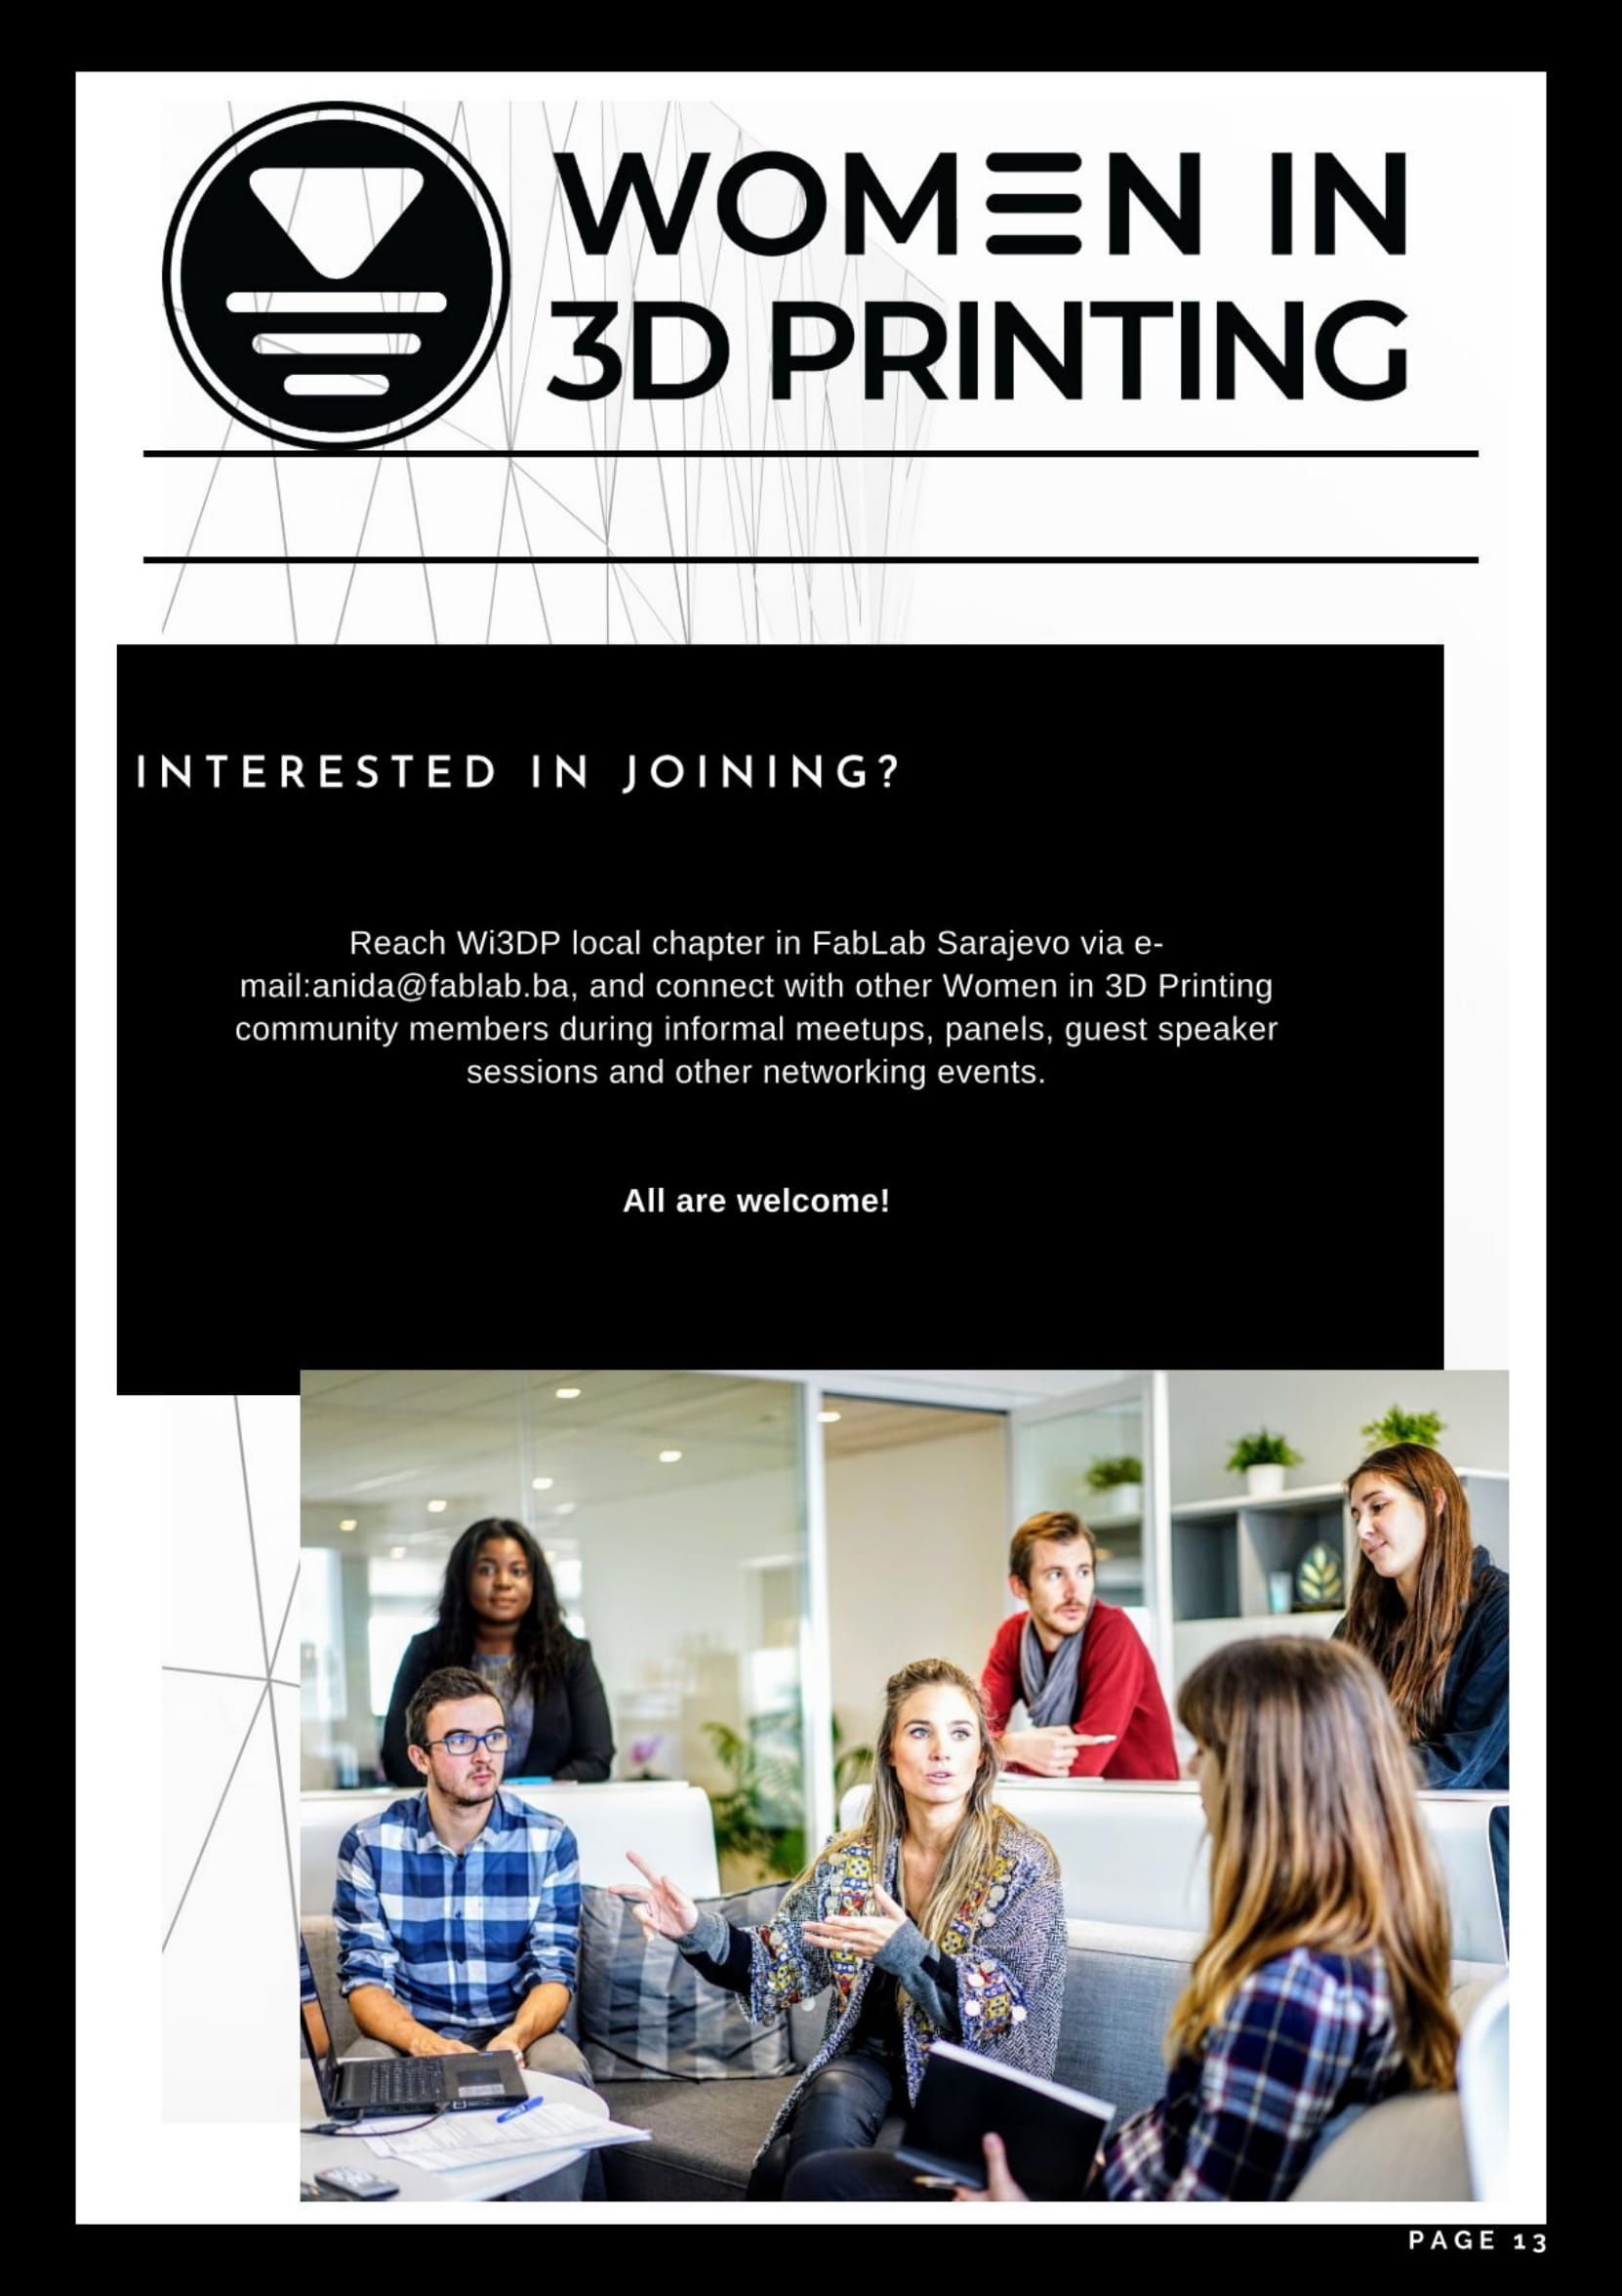 WOMEN IN
3D PRINTING
INTERESTED IN JOINING?
Reach Wi3DP local chapter in FabLab Sarajevo via e-
mail:anida@fablab.ba, and connect with other Women in 3D Printing
community members during informal meetups, panels, guest speaker
sessions and other networking events.
All are welcome!
PAGE 13